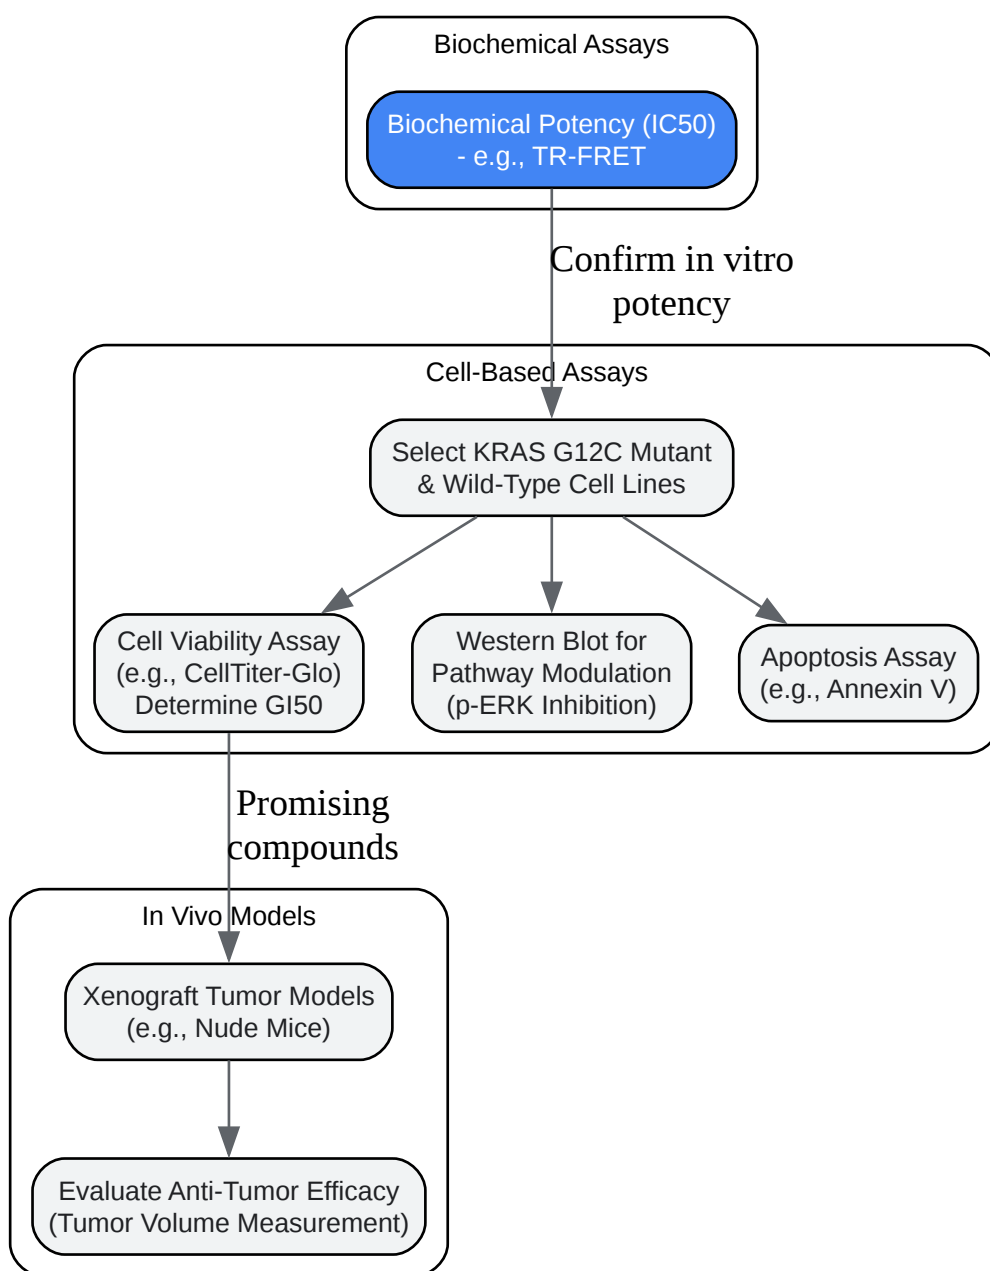 Biochemical Assays
Biochemical Potency (IC50)
- e.g., TR-FRET
Confirm in vitro
potency
Cell-Based Assays
Select KRAS G12C Mutant
& Wild-Type Cell Lines
Cell Viability Assay
(e.g., CellTiter-Glo)
Determine GI50
Western Blot for
Pathway Modulation
(p-ERK Inhibition)
Apoptosis Assay
(e.g., Annexin V)
Promising
compounds
In Vivo Models
Xenograft Tumor Models
(e.g., Nude Mice)
Evaluate Anti-Tumor Efficacy
(Tumor Volume Measurement)